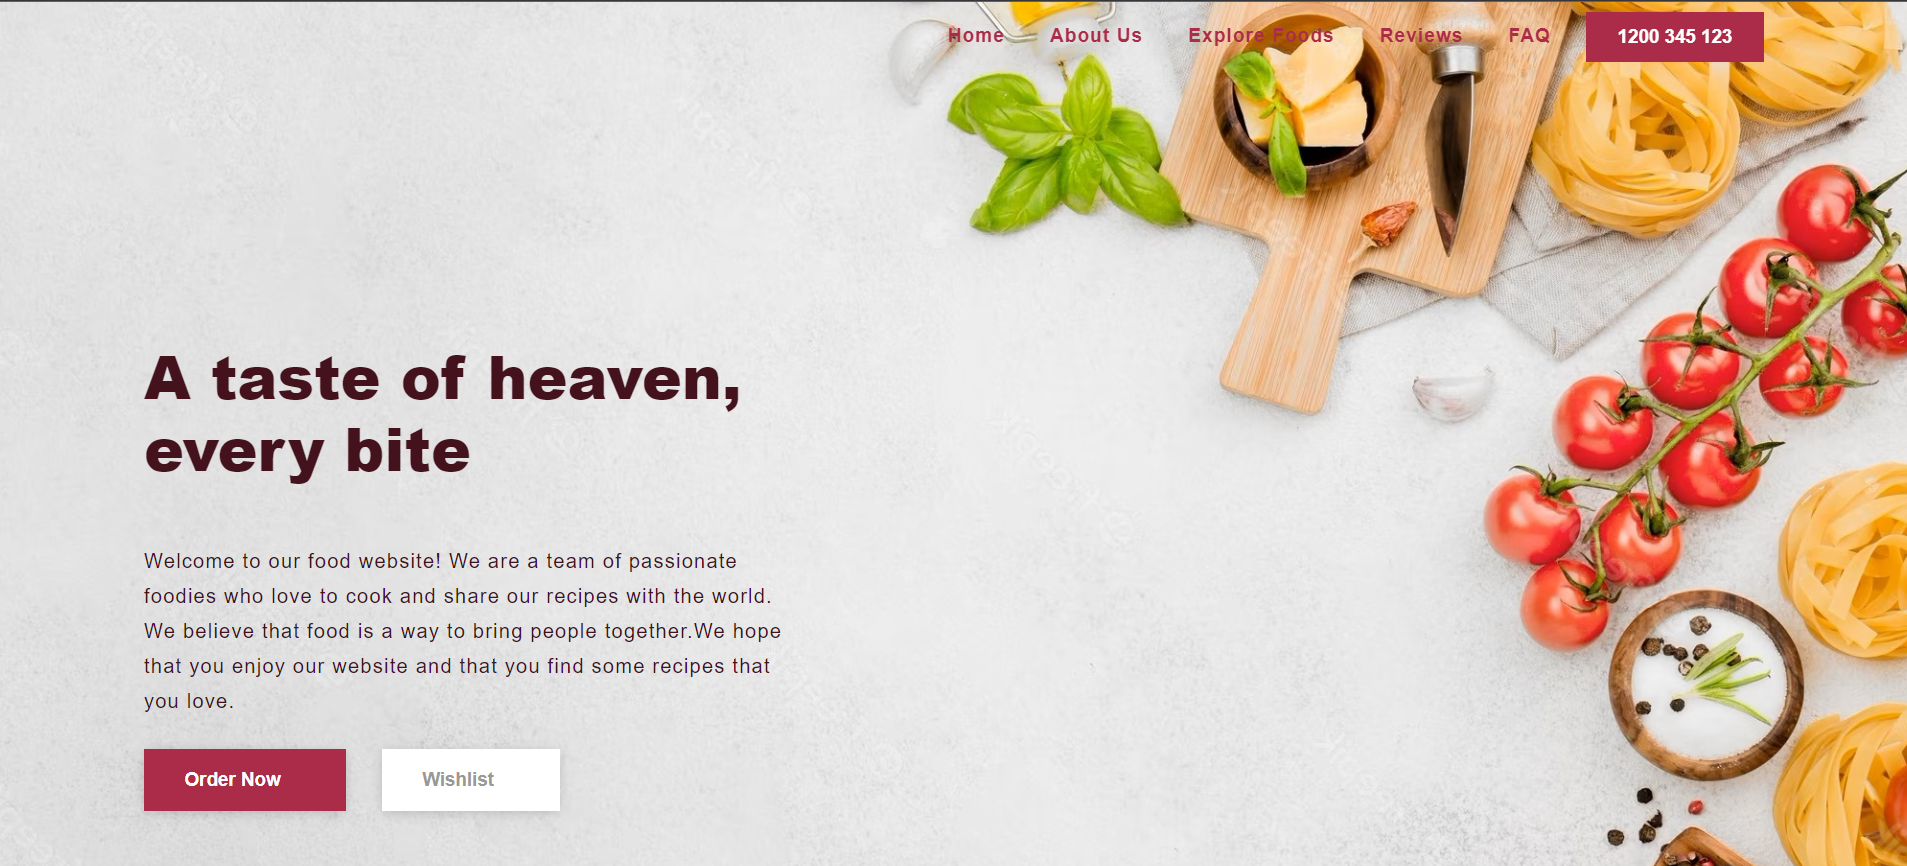 Home About Us Explore Foods Reviews FAQ 1200 345 123
A taste of heaven,
every bite
Welcome to our food website! We are a team of passionate
foodies who love to cook and share our recipes with the world.
We believe that food is a way to bring people together.We hope
that you enjoy our website and that you find some recipes that
you love.
Order Now Wishlist